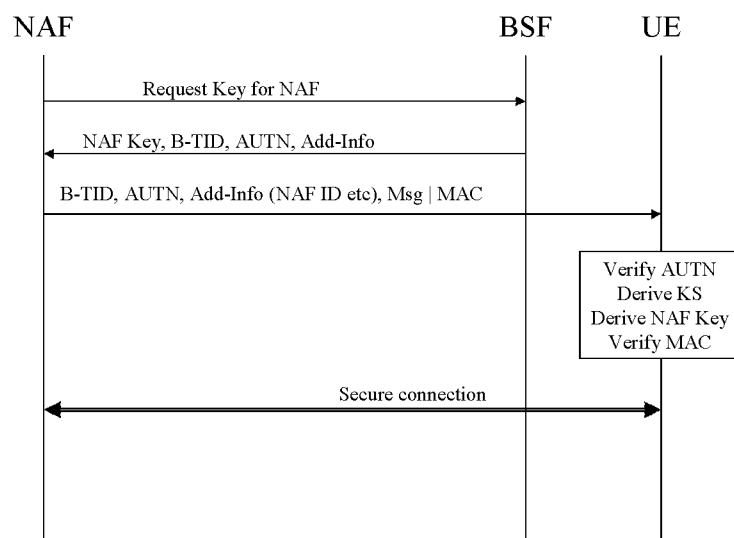 NAF BSF UE
Request Key for NAF
NAF Key, B-TID, AUTN, Add-Info
B-TID, AUTN, Add-Info (NAF ID etc), Msg | MAC
Verify AUTN
Derive KS
Derive NAF Key
Verify MAC
Secure connection